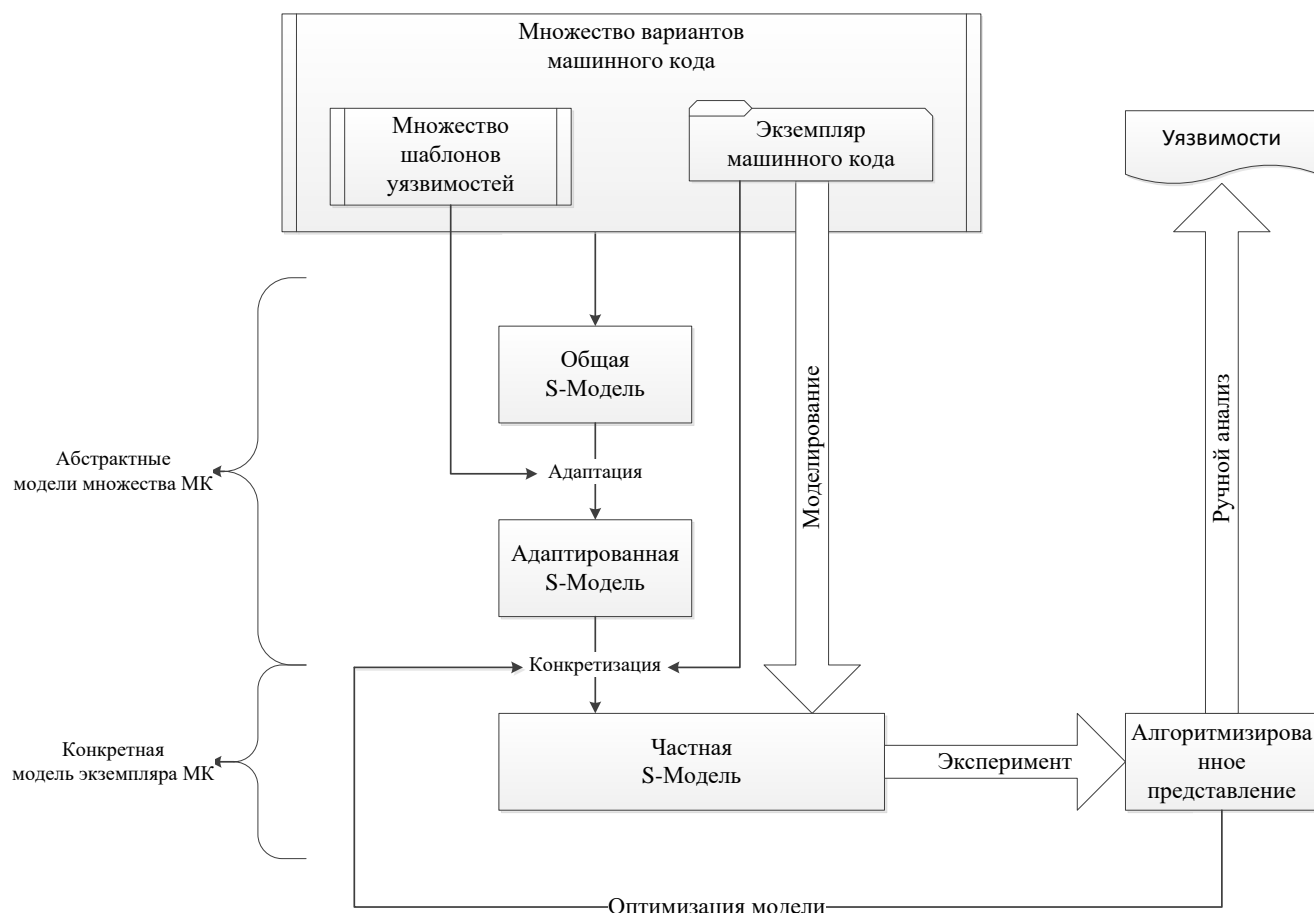 Множество вариантов
машинного кода
Множество
шаблонов
уязвимостей
Экземпляр
машинного кода
Уязвимости
Общая
S-Модель
Моделирование
Ручной анализ
Абстрактные
модели множества МК
Адаптация
Адаптированная
S-Модель
Конкретизация
Конкретная
модель экземпляра МК
Частная
S-Модель
Эксперимент
Алгоритмизирова
нное
представление
Оптимизация модели